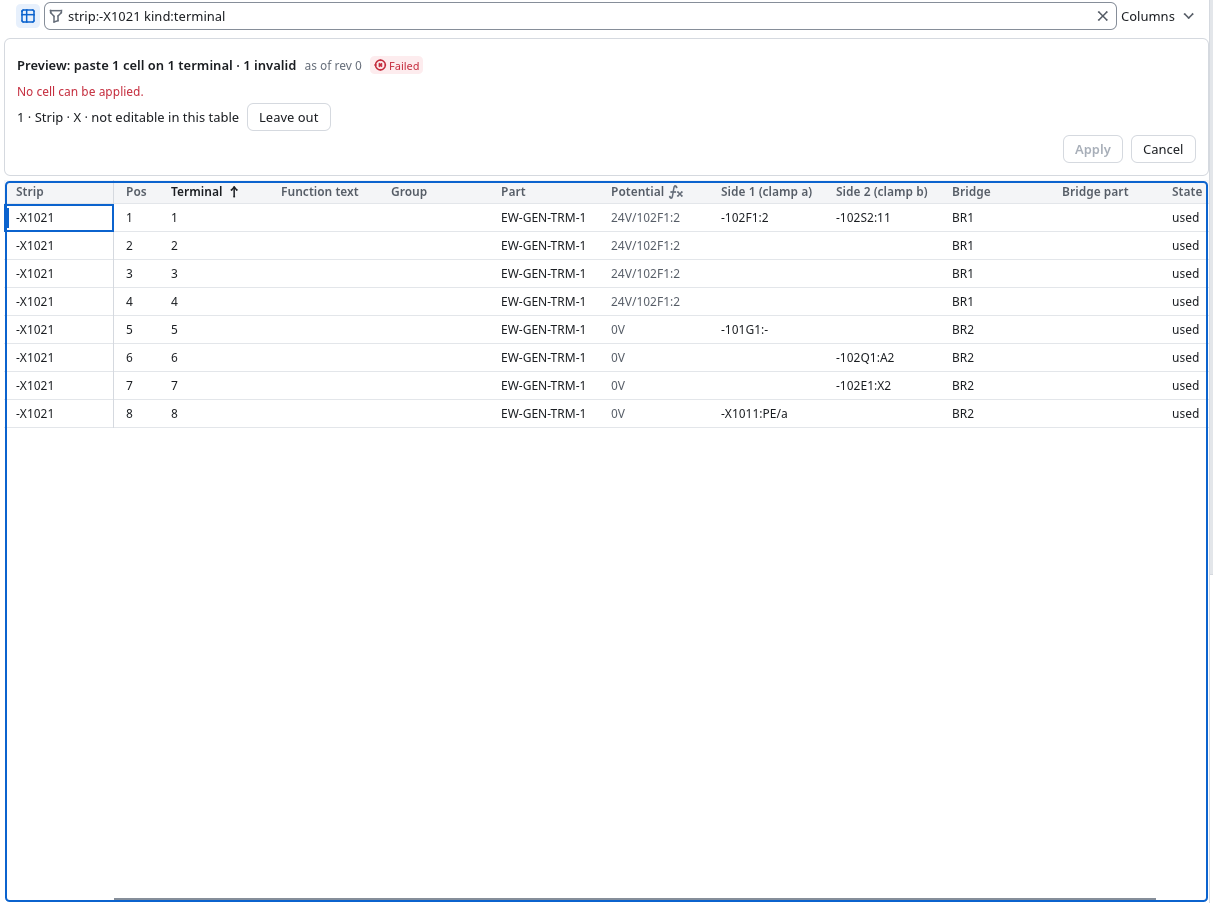 strip:-X1021 kind:terminal
Columns
Preview: paste 1 cell on 1 terminal · 1 invalid as of rev 0 Failed
No cell can be applied.
1 · Strip · X · not editable in this table Leave out
Apply Cancel
Strip Pos Terminal ↑ Function text Group Part Potential fx Side 1 (clamp a) Side 2 (clamp b) Bridge Bridge part State
-X1021 1 1 EW-GEN-TRM-1 24V/102F1:2 -102F1:2 -102S2:11 BR1 used
-X1021 2 2 EW-GEN-TRM-1 24V/102F1:2 BR1 used
-X1021 3 3 EW-GEN-TRM-1 24V/102F1:2 BR1 used
-X1021 4 4 EW-GEN-TRM-1 24V/102F1:2 BR1 used
-X1021 5 5 EW-GEN-TRM-1 0V -101G1:- BR2 used
-X1021 6 6 EW-GEN-TRM-1 0V -102Q1:A2 BR2 used
-X1021 7 7 EW-GEN-TRM-1 0V -102E1:X2 BR2 used
-X1021 8 8 EW-GEN-TRM-1 0V -X1011:PE/a BR2 used